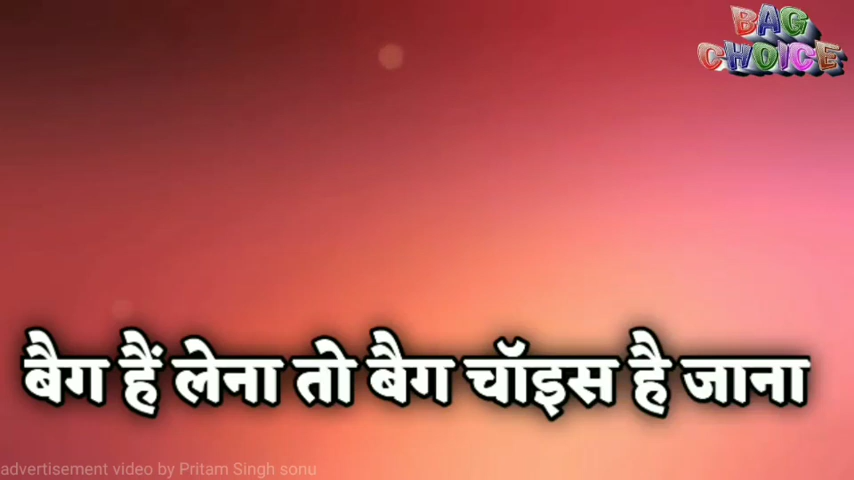 BAG
CHOICE
बैग हैं लेना तो बैग चॉइस है जाना
advertisement video by Pritam Singh sonu